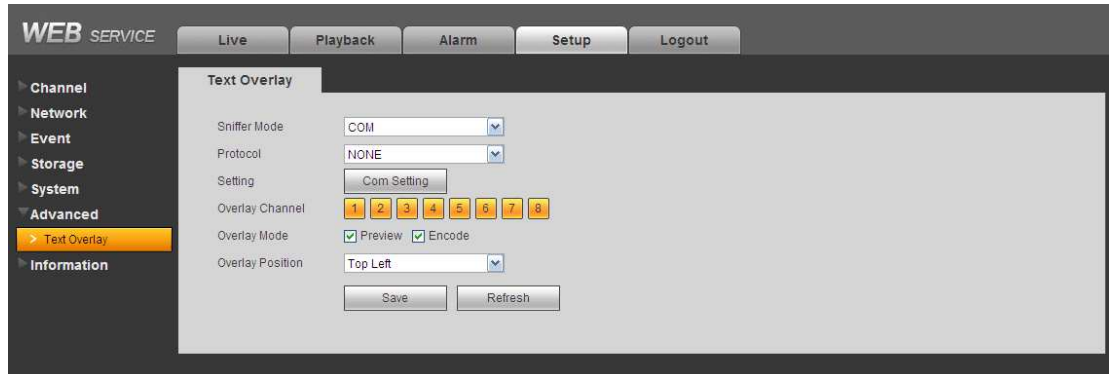 WEB SERVICE
Live Playback Alarm Setup Logout
Text Overlay
Channel
Network
Event
Storage
System
Advanced
> Text Overlay
Information
Sniffer Mode COM
Protocol NONE
Setting Com Setting
Overlay Channel 1 2 3 4 5 6 7 8
Overlay Mode Preview Encode
Overlay Position Top Left
Save Refresh